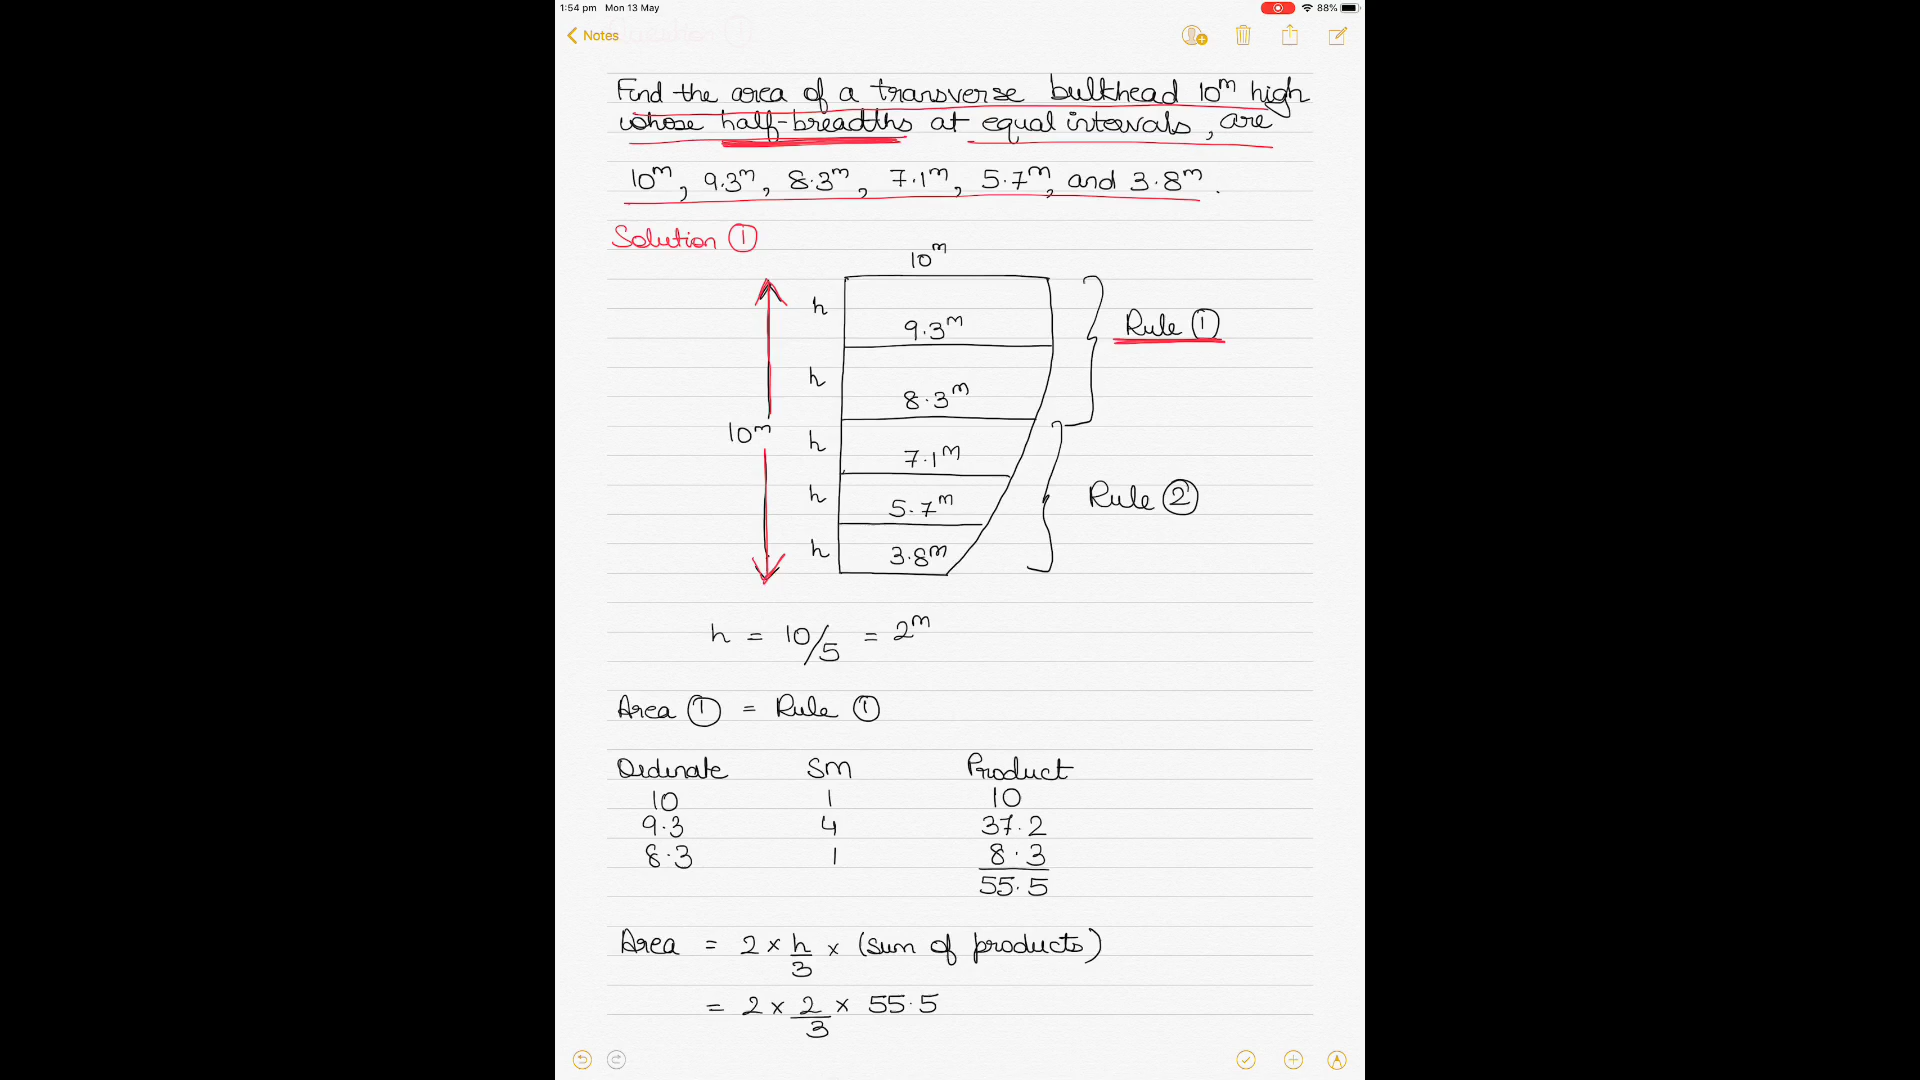 1:54 pm Mon 13 May
88%
Notes
Find the area of a transverse bulkhead 10m high
whose half-breadths at equal intervals, are
10m, 9.3m, 8.3m, 7.1m, 5.7m, and 3.8m.
Solution ①
10m
h
9.3m
Rule ①
h
8.3m
10m
h
7.1m
h
5.7m
Rule ②
h
3.8m
h = 10/5 = 2m
Area ① = Rule ①
Ordinate SM Product
10 1 10
9.3 4 37.2
8.3 1 8.3
55.5
Area = 2 × h/3 × (sum of products)
= 2 × 2/3 × 55.5